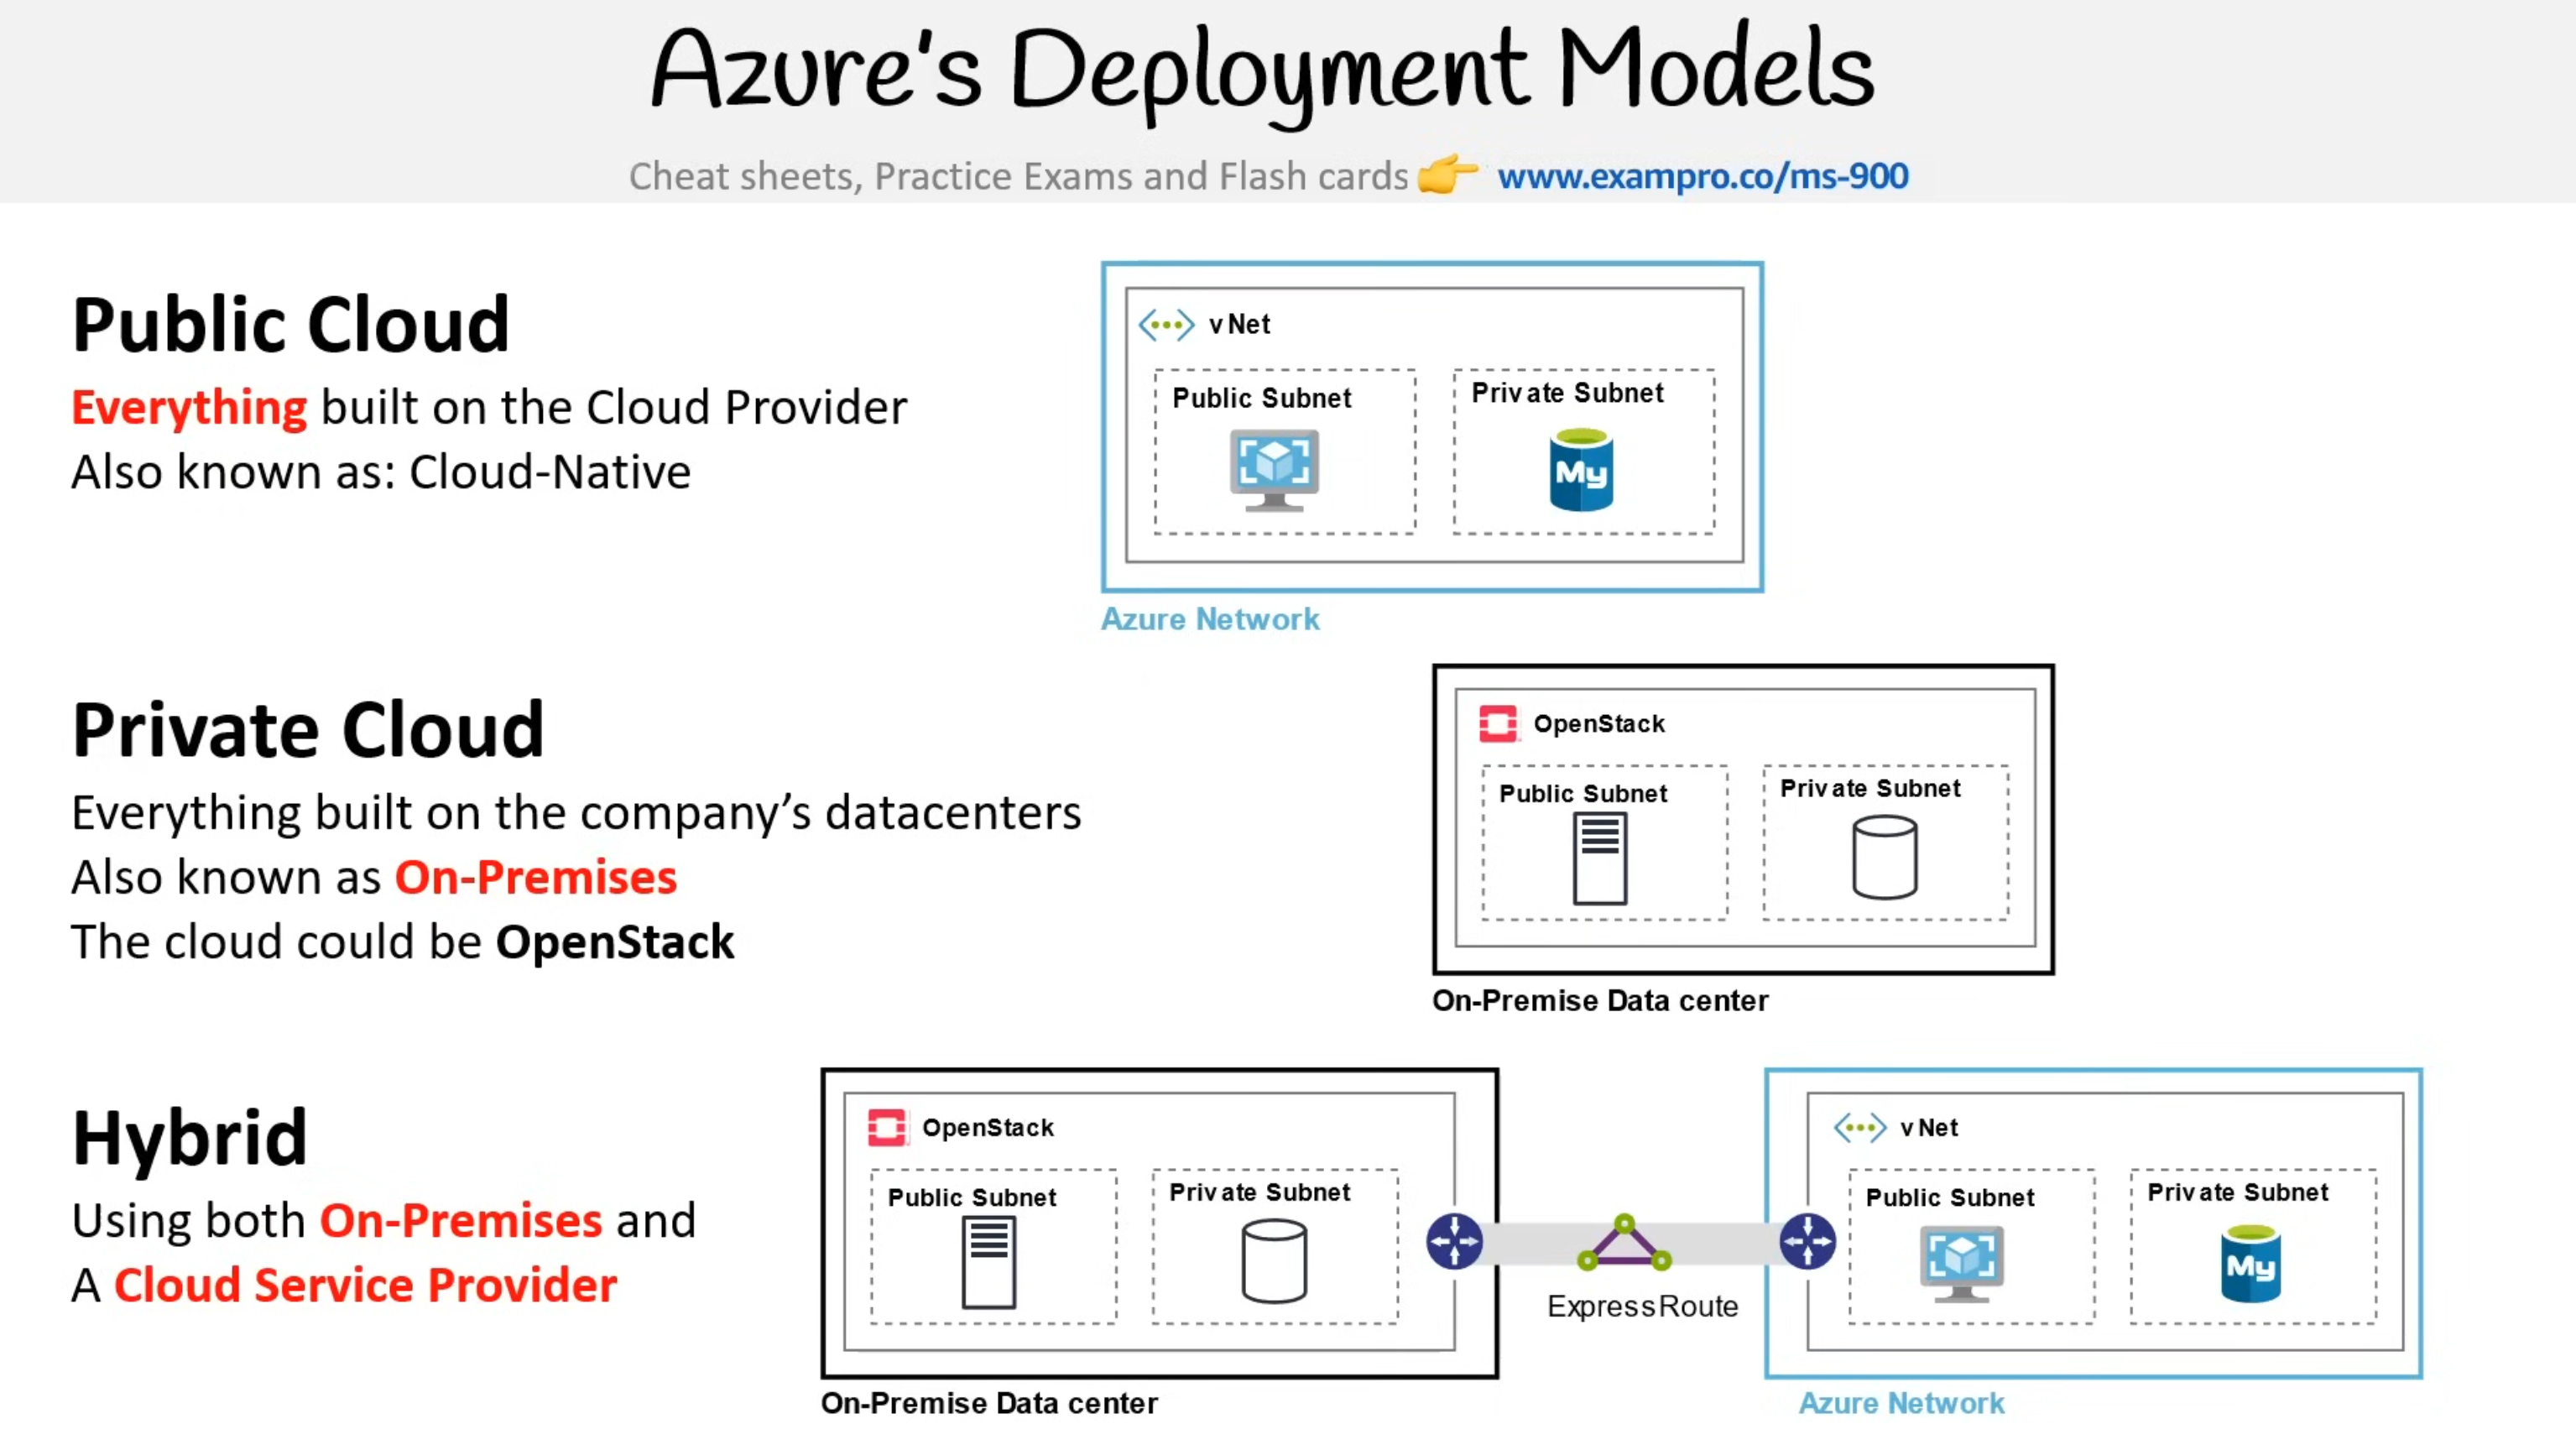 Azure's Deployment Models
Cheat sheets, Practice Exams and Flash cards 👉 www.exampro.co/ms-900
Public Cloud
Everything built on the Cloud Provider
Also known as: Cloud-Native
vNet
Public Subnet
Private Subnet
My
Azure Network
Private Cloud
Everything built on the company’s datacenters
Also known as On-Premises
The cloud could be OpenStack
OpenStack
Public Subnet
Private Subnet
On-Premise Data center
Hybrid
Using both On-Premises and
A Cloud Service Provider
OpenStack
Public Subnet
Private Subnet
On-Premise Data center
ExpressRoute
vNet
Public Subnet
Private Subnet
My
Azure Network